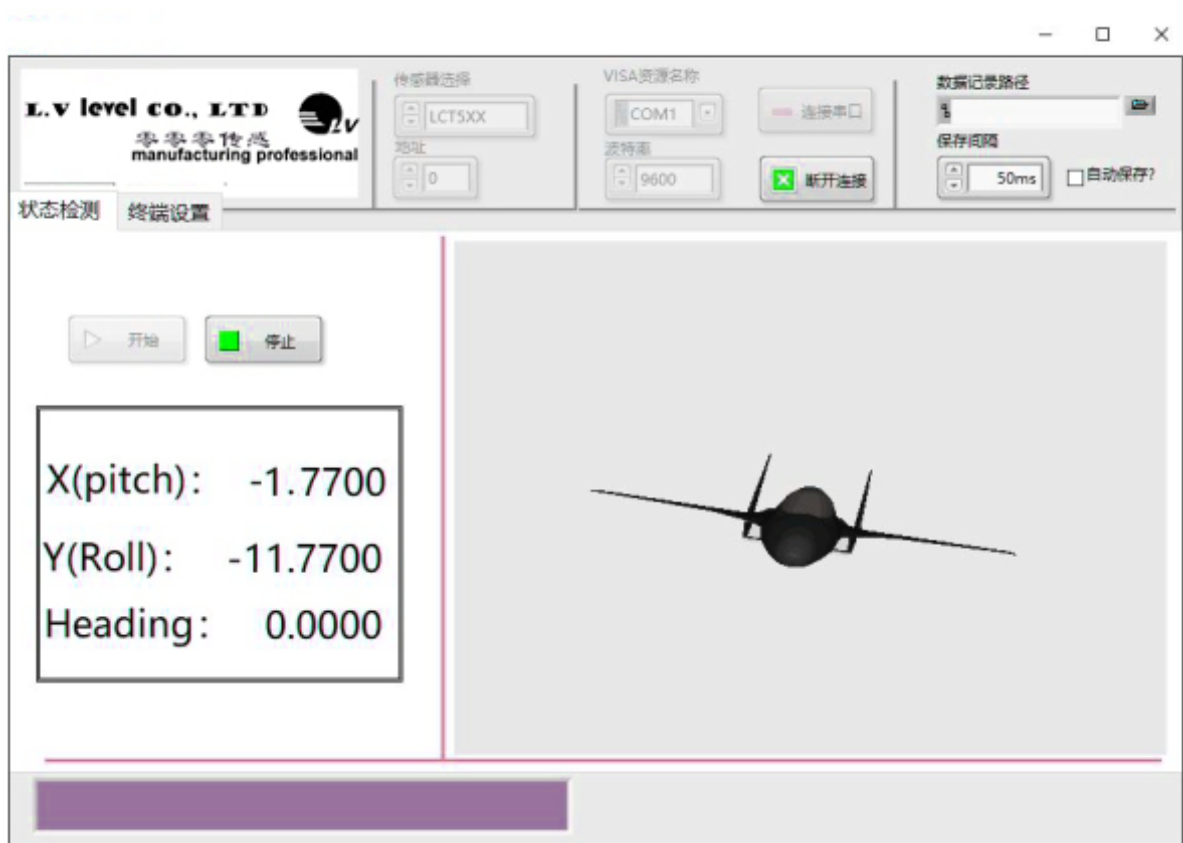 L.V level CO., LTD
LV
零零零传感
manufacturing professional
传感器选择
LCT5XX
地址
0
VISA资源名称
COM1
连接串口
波特率
9600
断开连接
数据记录路径
保存间隔
50ms
自动保存?
状态检测
终端设置
开始
停止
X(pitch): -1.7700
Y(Roll): -11.7700
Heading: 0.0000